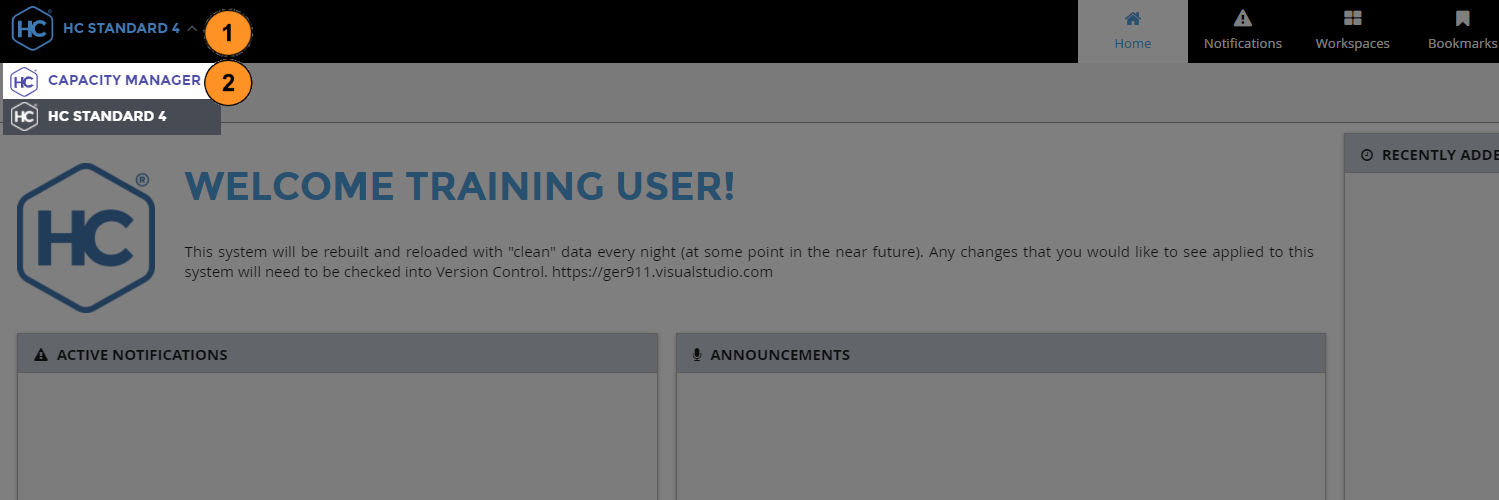 HC HC STANDARD 4 1
Home Notifications Workspaces Bookmarks
HC CAPACITY MANAGER 2
HC HC STANDARD 4
HC ®
WELCOME TRAINING USER!
This system will be rebuilt and reloaded with "clean" data every night (at some point in the near future). Any changes that you would like to see applied to this
system will need to be checked into Version Control. https://ger911.visualstudio.com
RECENTLY ADDE
ACTIVE NOTIFICATIONS
ANNOUNCEMENTS